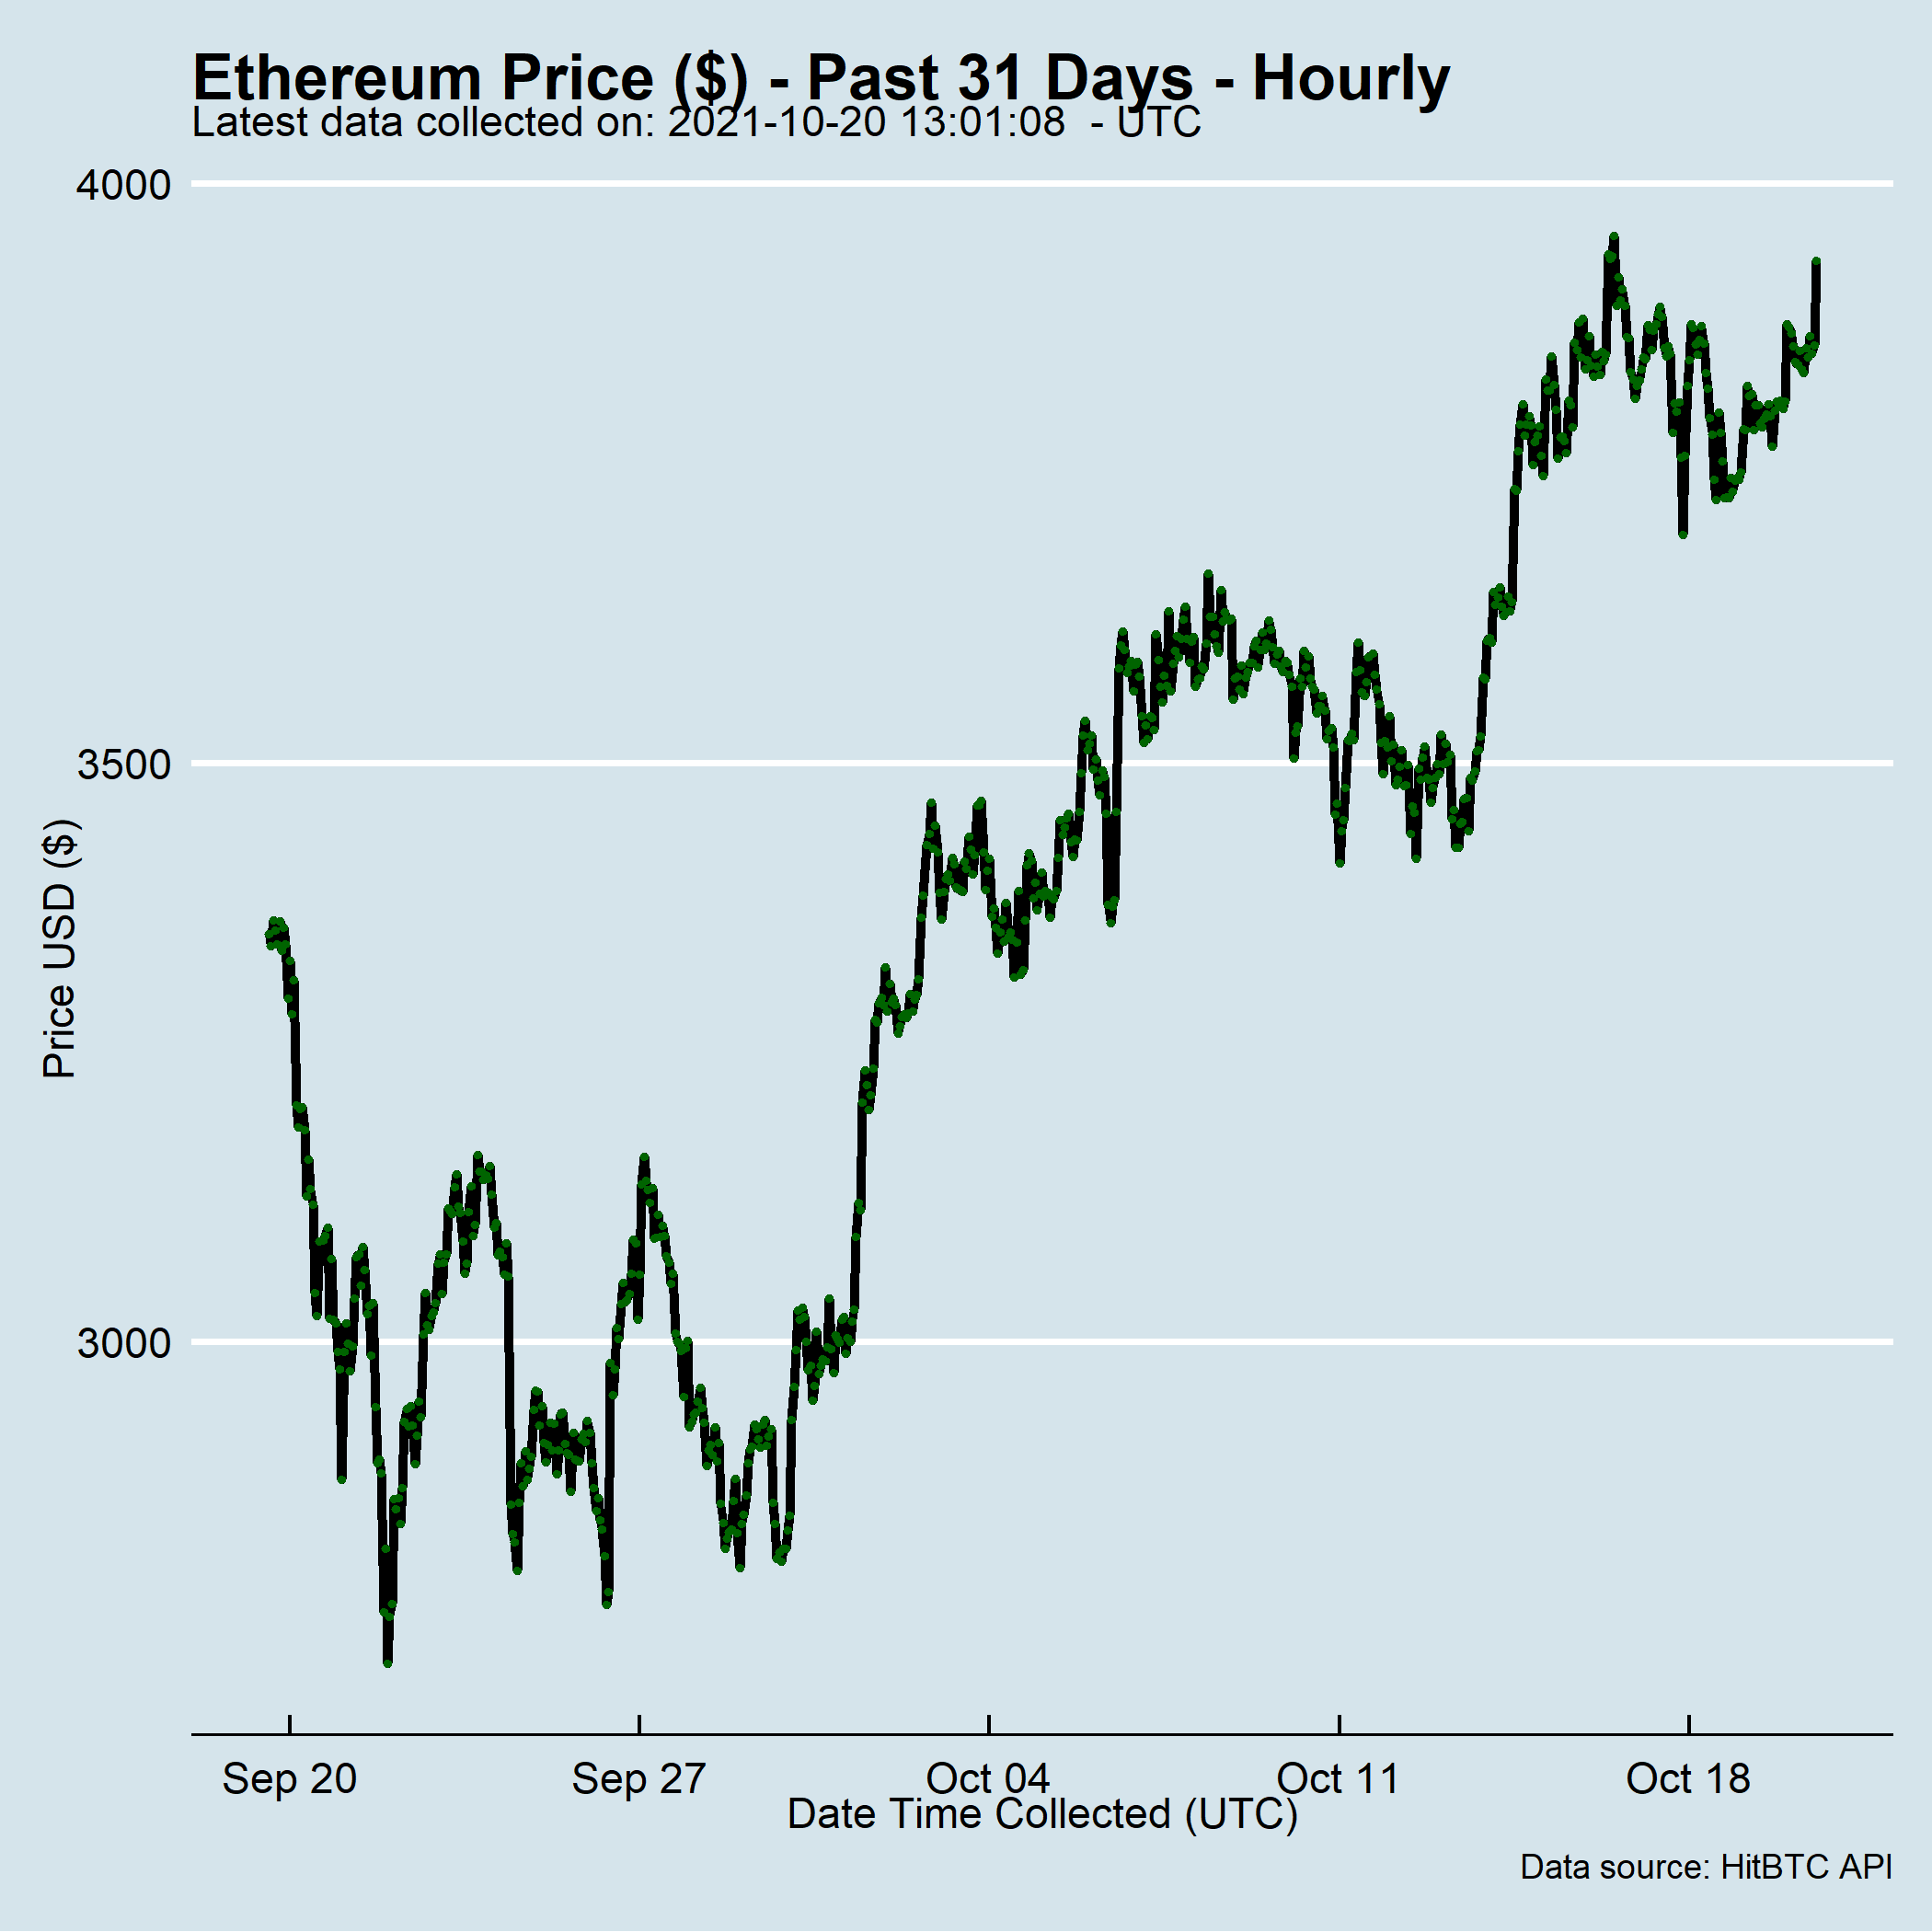 Ethereum Price ($) - Past 31 Days - Hourly
Latest data collected on: 2021-10-20 13:01:08  - UTC
4000
3500
3000
Price USD ($)
Sep 20
Sep 27
Oct 04
Oct 11
Oct 18
Date Time Collected (UTC)
Data source: HitBTC API